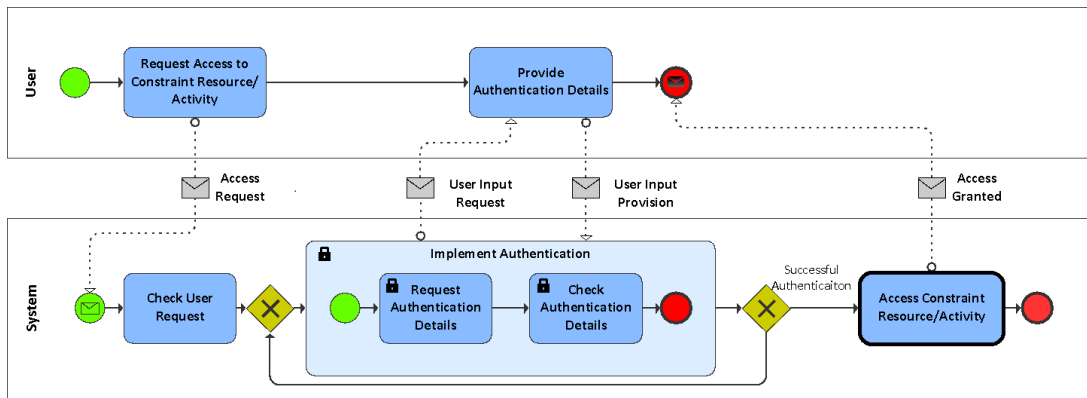 User
Request Access to
Constraint Resource/
Activity
Provide
Authentication Details
Access
Request
User Input
Request
User Input
Provision
Access
Granted
System
Check User
Request
Implement Authentication
Request
Authentication
Details
Check
Authentication
Details
Successful
Authenticaiton
Access Constraint
Resource/Activity